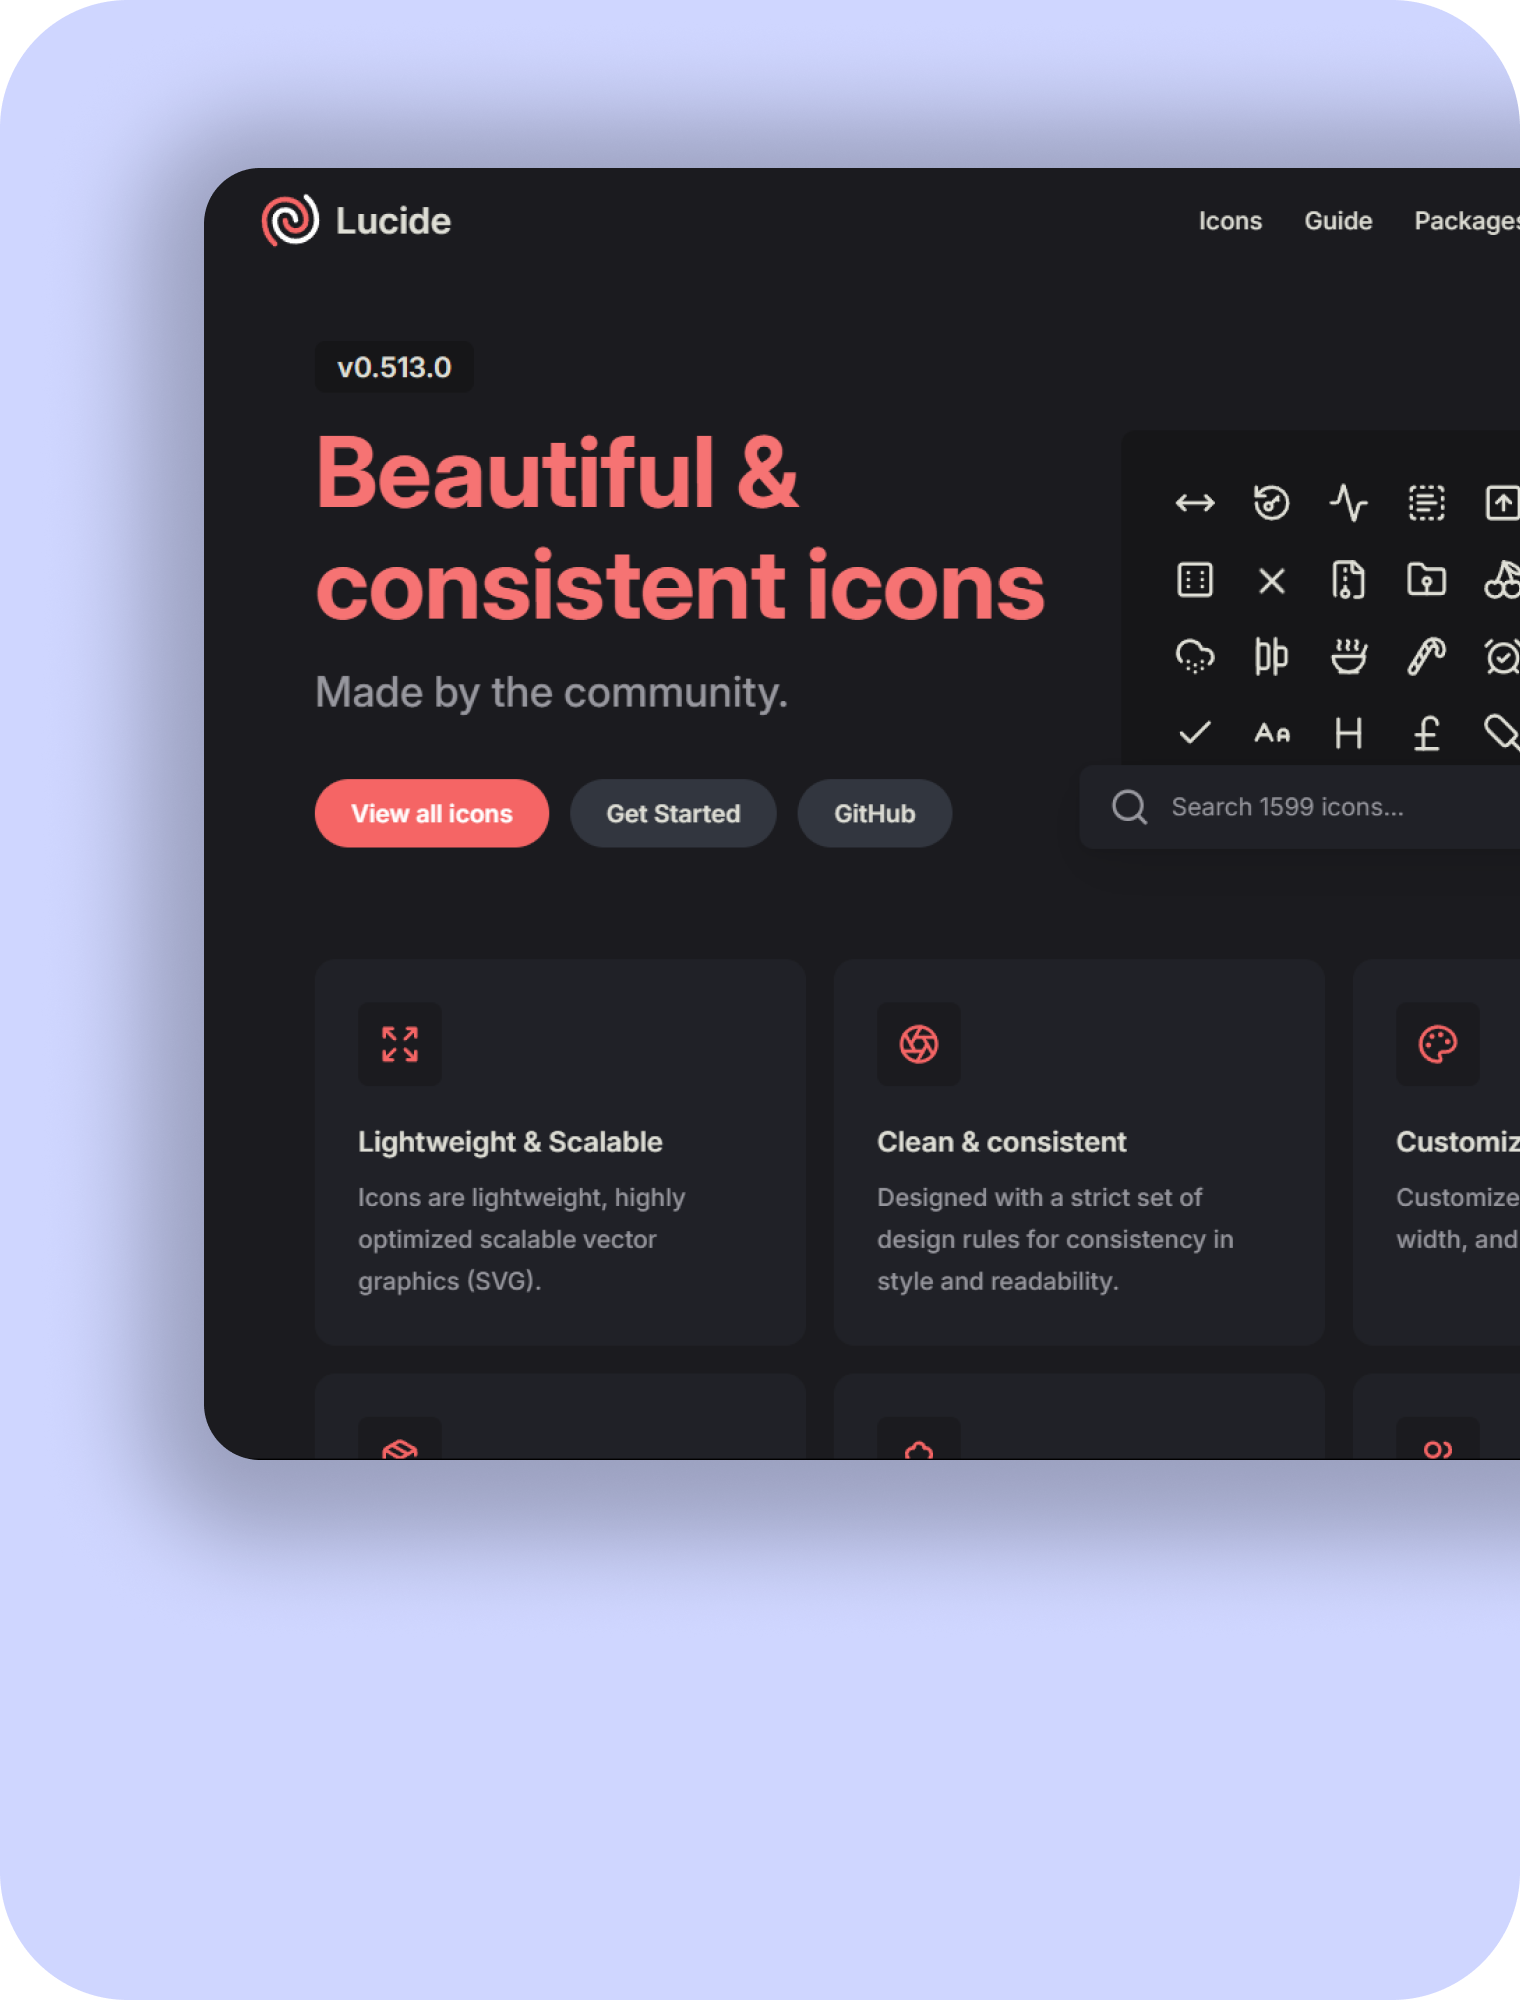 Lucide
Icons Guide Packages
v0.513.0
Beautiful &
consistent icons
Made by the community.
View all icons Get Started GitHub
Search 1599 icons...
Lightweight & Scalable
Icons are lightweight, highly
optimized scalable vector
graphics (SVG).
Clean & consistent
Designed with a strict set of
design rules for consistency in
style and readability.
Customiz
Customize
width, and